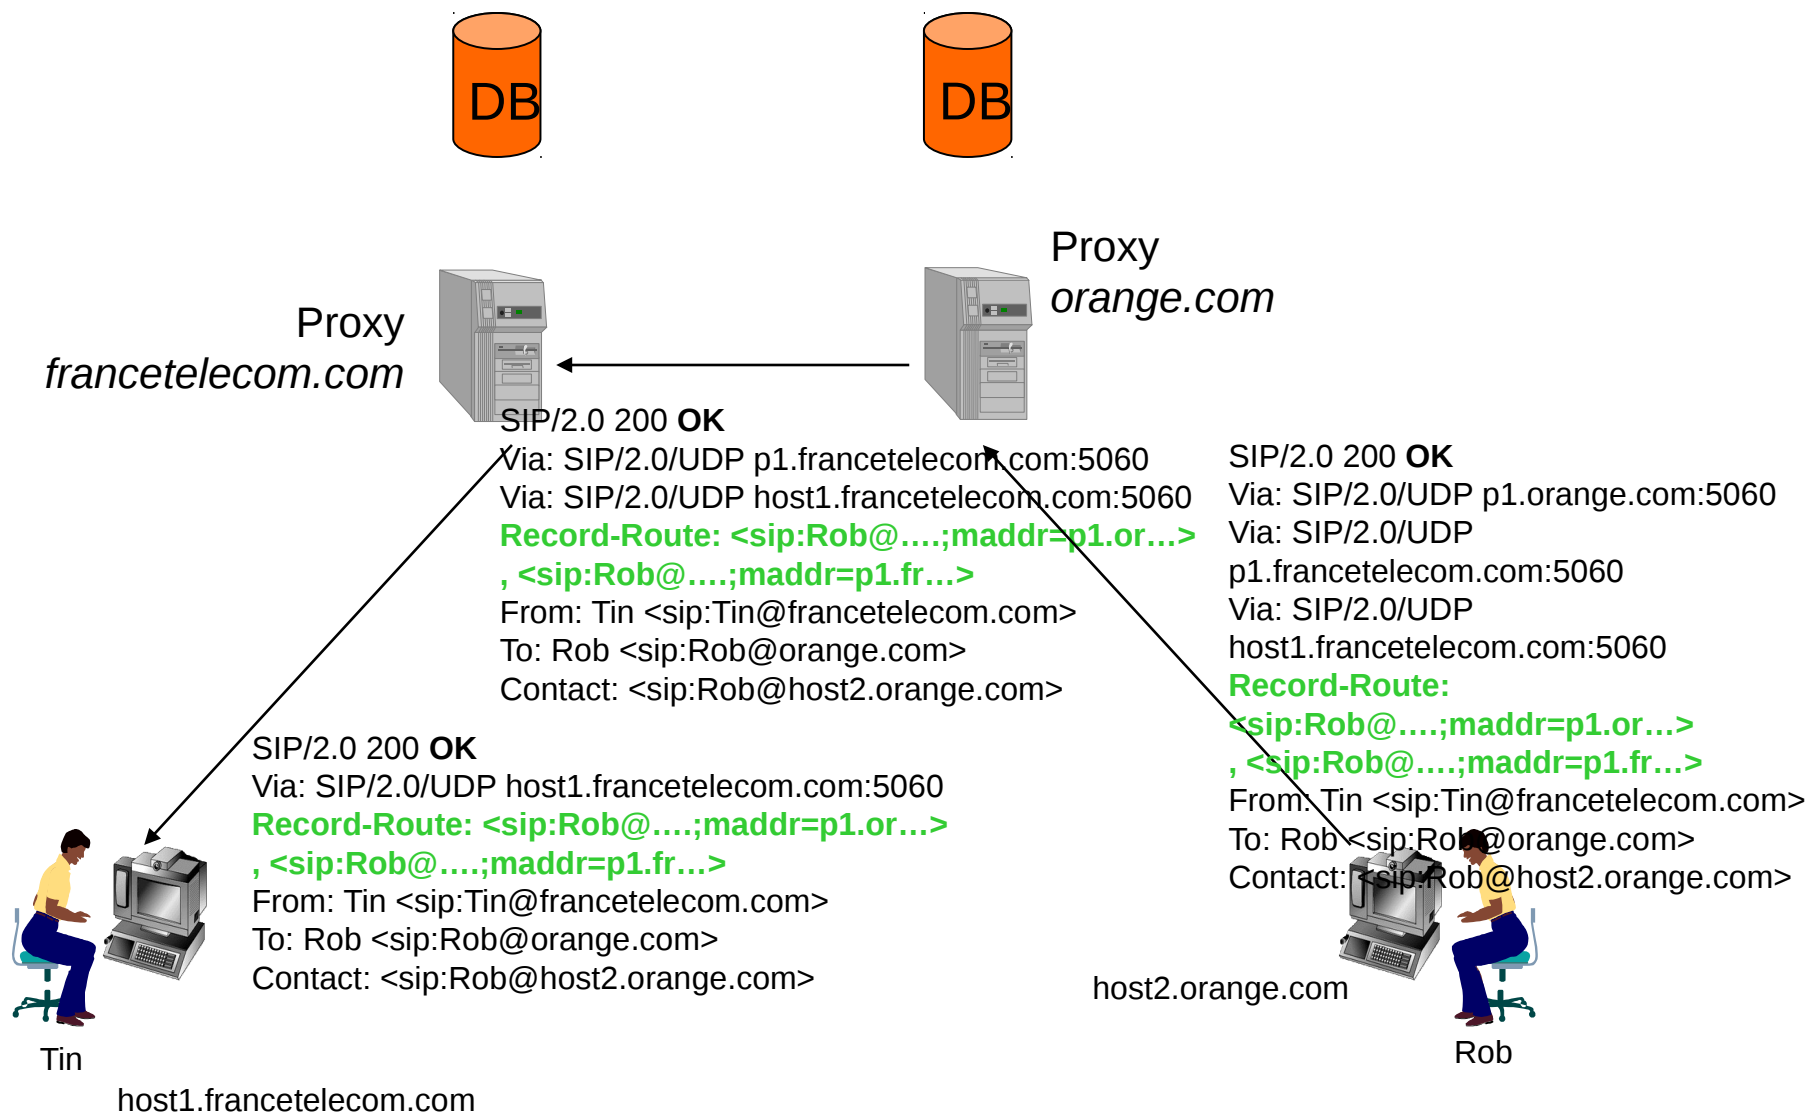 DB
DB
Proxy
orange.com
Proxy
francetelecom.com
SIP/2.0 200 OK
Via: SIP/2.0/UDP p1.francetelecom.com:5060
Via: SIP/2.0/UDP host1.francetelecom.com:5060
Record-Route: <sip:Rob@….;maddr=p1.or…>
, <sip:Rob@….;maddr=p1.fr…>
From: Tin <sip:Tin@francetelecom.com>
To: Rob <sip:Rob@orange.com>
Contact: <sip:Rob@host2.orange.com>
SIP/2.0 200 OK
Via: SIP/2.0/UDP p1.orange.com:5060
Via: SIP/2.0/UDP
p1.francetelecom.com:5060
Via: SIP/2.0/UDP
host1.francetelecom.com:5060
Record-Route:
<sip:Rob@….;maddr=p1.or…>
, <sip:Rob@….;maddr=p1.fr…>
From: Tin <sip:Tin@francetelecom.com>
To: Rob <sip:Rob@orange.com>
Contact: <sip:Rob@host2.orange.com>
SIP/2.0 200 OK
Via: SIP/2.0/UDP host1.francetelecom.com:5060
Record-Route: <sip:Rob@….;maddr=p1.or…>
, <sip:Rob@….;maddr=p1.fr…>
From: Tin <sip:Tin@francetelecom.com>
To: Rob <sip:Rob@orange.com>
Contact: <sip:Rob@host2.orange.com>
host2.orange.com
Tin
Rob
host1.francetelecom.com